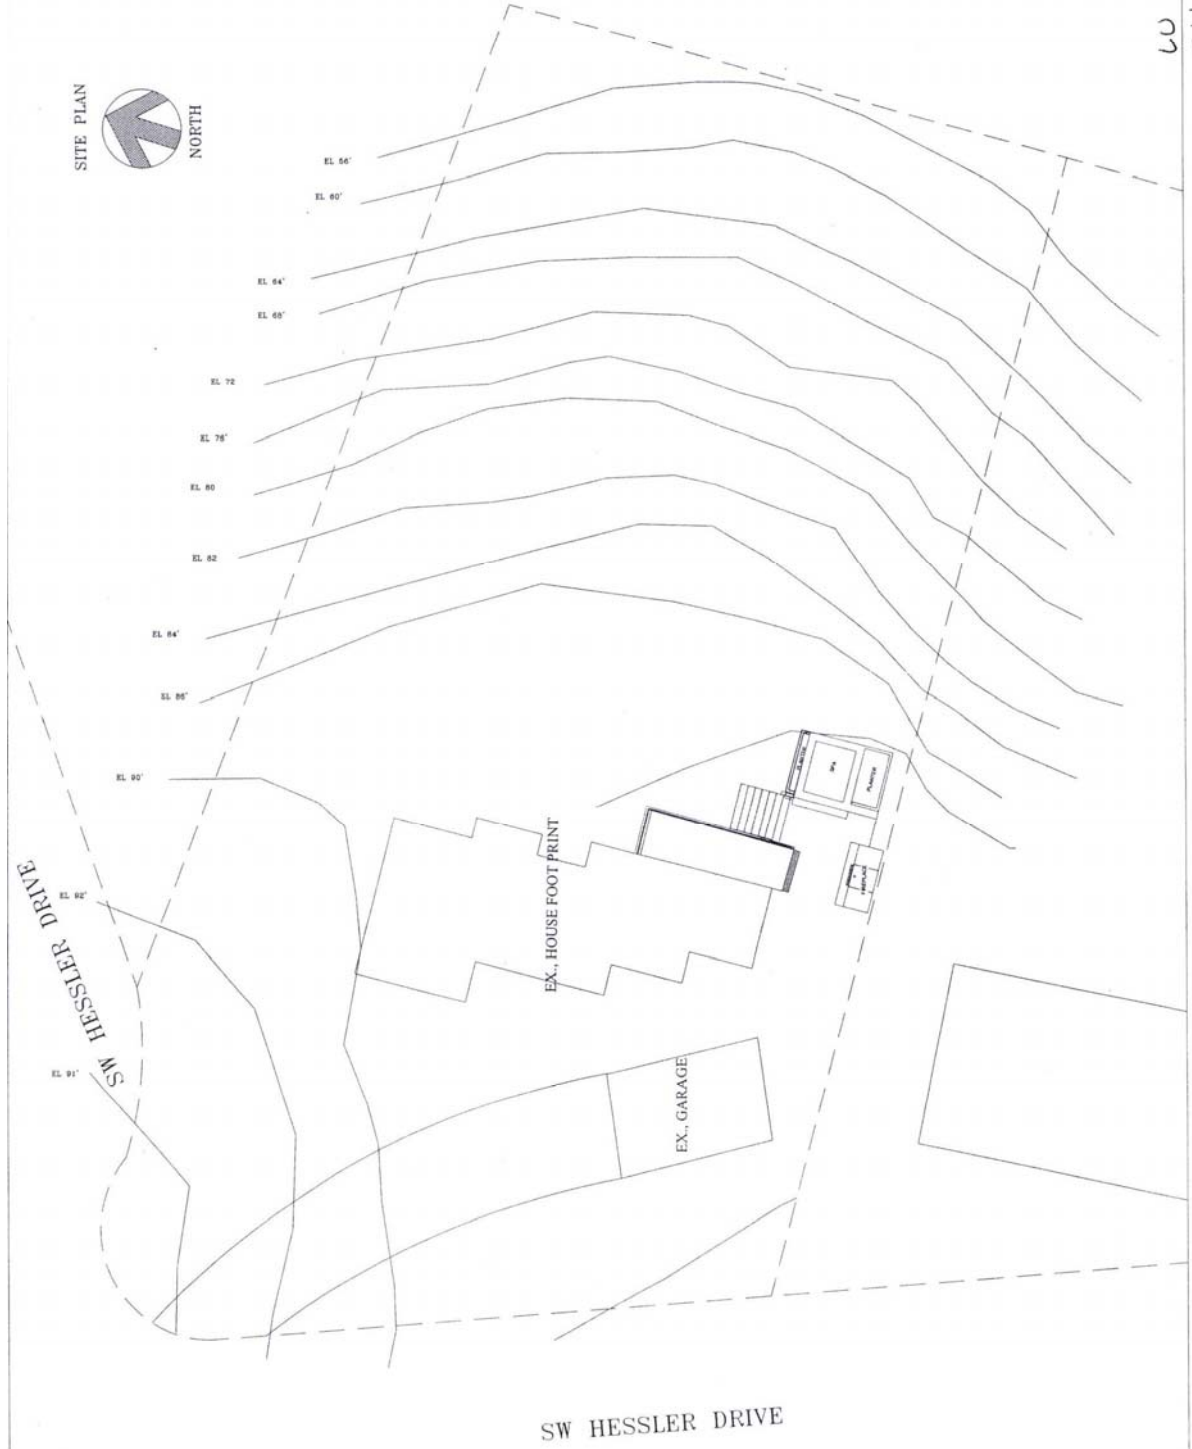 SITE PLAN
NORTH
EL 56'
EL 60'
EL 64'
EL 68'
EL 72
EL 76'
EL 80
EL 82
EL 84'
EL 86'
EL 90'
EL 92'
EL 91'
SW HESSLER DRIVE
PLANTER
SPA
PLANTER
FIREPLACE
EX., HOUSE FOOT PRINT
EX., GARAGE
SW HESSLER DRIVE